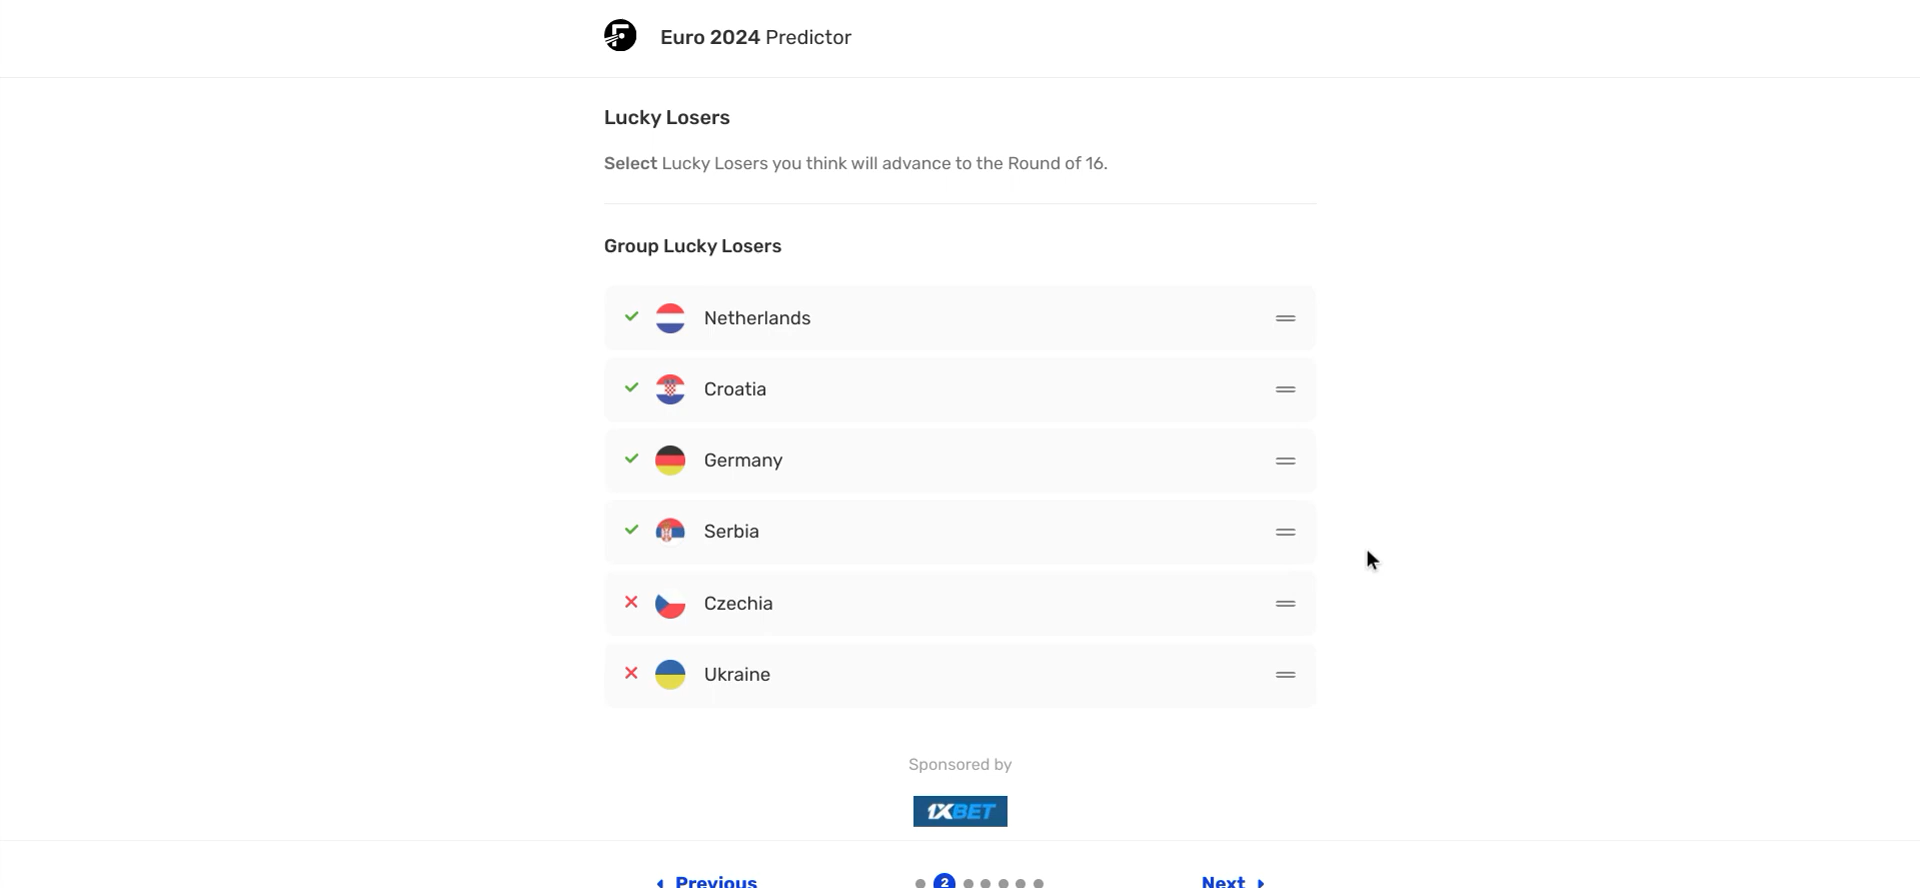 Euro 2024 Predictor
Lucky Losers
Select Lucky Losers you think will advance to the Round of 16.
Group Lucky Losers
Netherlands
Croatia
Germany
Serbia
Czechia
Ukraine
Sponsored by
1XBET
Previous
2
Next